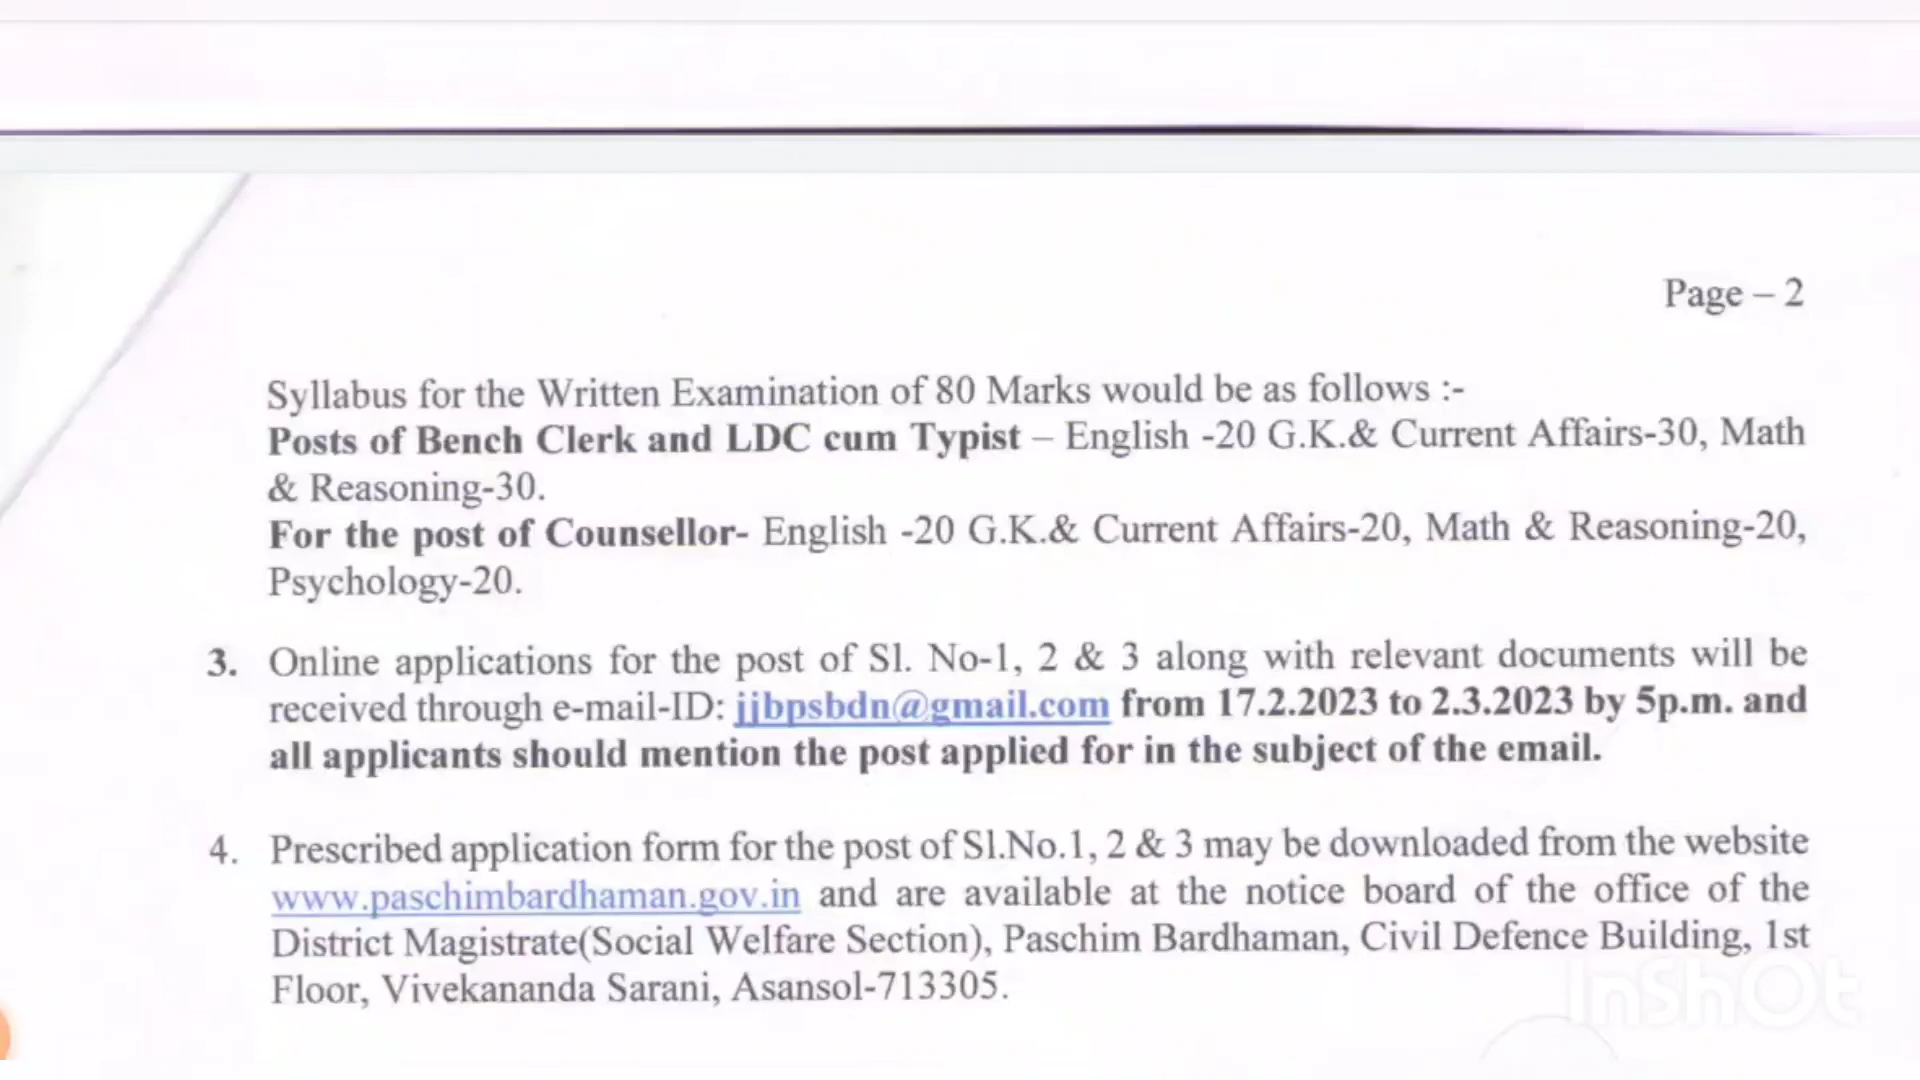 Page – 2
Syllabus for the Written Examination of 80 Marks would be as follows :-
Posts of Bench Clerk and LDC cum Typist – English -20 G.K.& Current Affairs-30, Math
& Reasoning-30.
For the post of Counsellor- English -20 G.K.& Current Affairs-20, Math & Reasoning-20,
Psychology-20.
3. Online applications for the post of Sl. No-1, 2 & 3 along with relevant documents will be
received through e-mail-ID: jjbpsbdn@gmail.com from 17.2.2023 to 2.3.2023 by 5p.m. and
all applicants should mention the post applied for in the subject of the email.
4. Prescribed application form for the post of Sl.No.1, 2 & 3 may be downloaded from the website
www.paschimbardhaman.gov.in and are available at the notice board of the office of the
District Magistrate(Social Welfare Section), Paschim Bardhaman, Civil Defence Building, 1st
Floor, Vivekananda Sarani, Asansol-713305.
InShOt